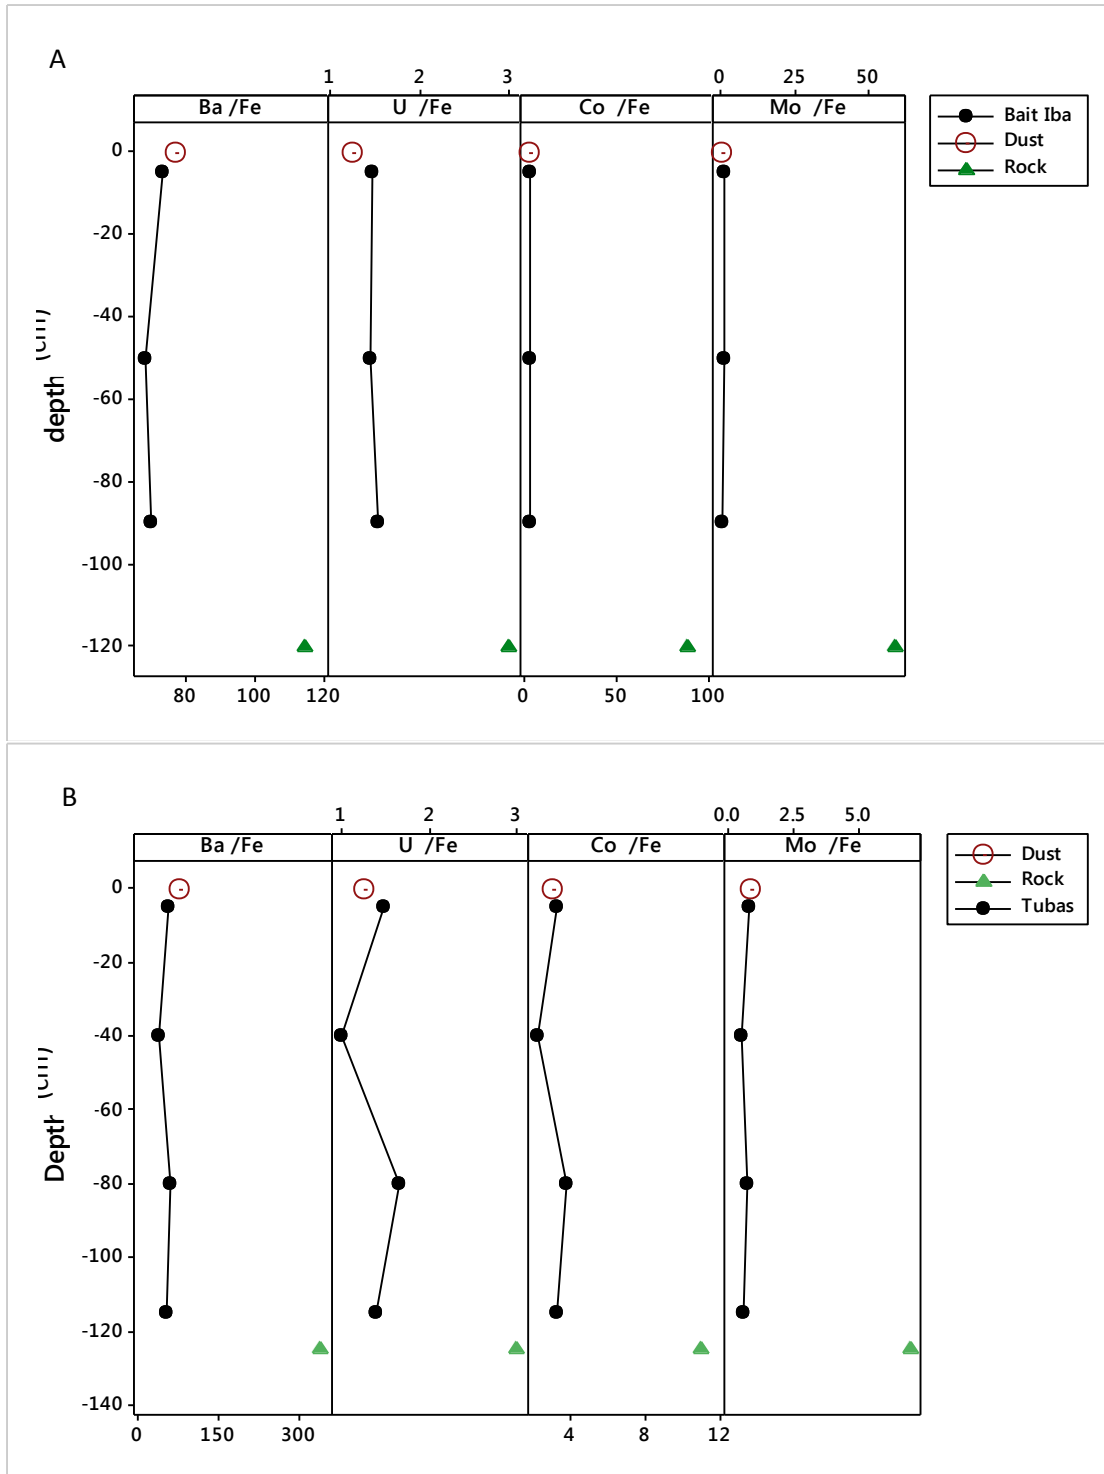 A
1 2 3 0 25 50
Ba /Fe U /Fe Co /Fe Mo /Fe
Bait Iba
Dust
Rock
0
-20
-40
-60
-80
-100
-120
depth (cm)
80 100 120 0 50 100
B
1 2 3 0.0 2.5 5.0
Ba /Fe U /Fe Co /Fe Mo /Fe
Dust
Rock
Tubas
0
-20
-40
-60
-80
-100
-120
-140
Depth (cm)
0 150 300 4 8 12